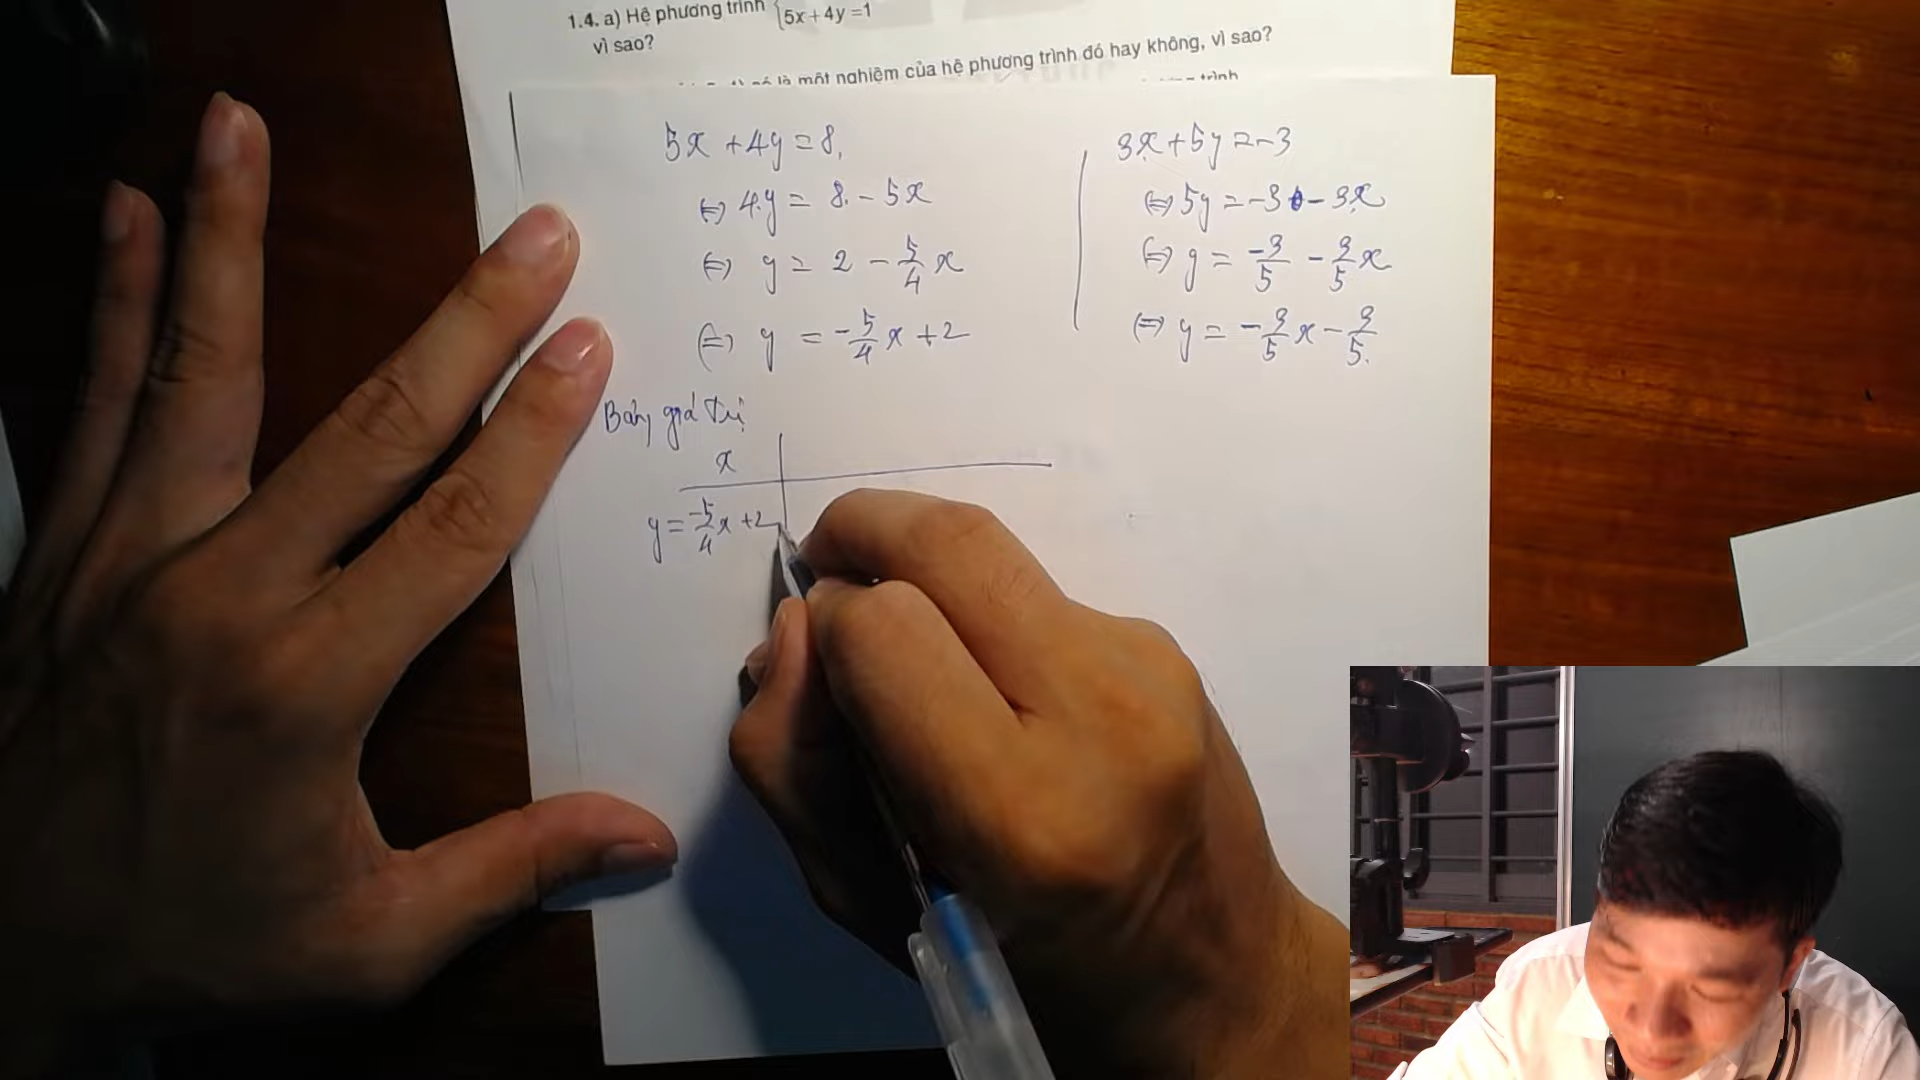 1.4. a) Hệ phương trình {5x + 4y = 1
vì sao?
có là một nghiệm của hệ phương trình đó hay không, vì sao?
trình
5x + 4y = 8
⇔ 4y = 8 - 5x
⇔ y = 2 - 5/4 x
⇔ y = -5/4 x + 2
3x + 5y = -3
⇔ 5y = -3 - 3x
⇔ y = -3/5 - 3/5 x
⇔ y = -3/5 x - 3/5
Bảng giá trị
x
y = -5/4 x + 2